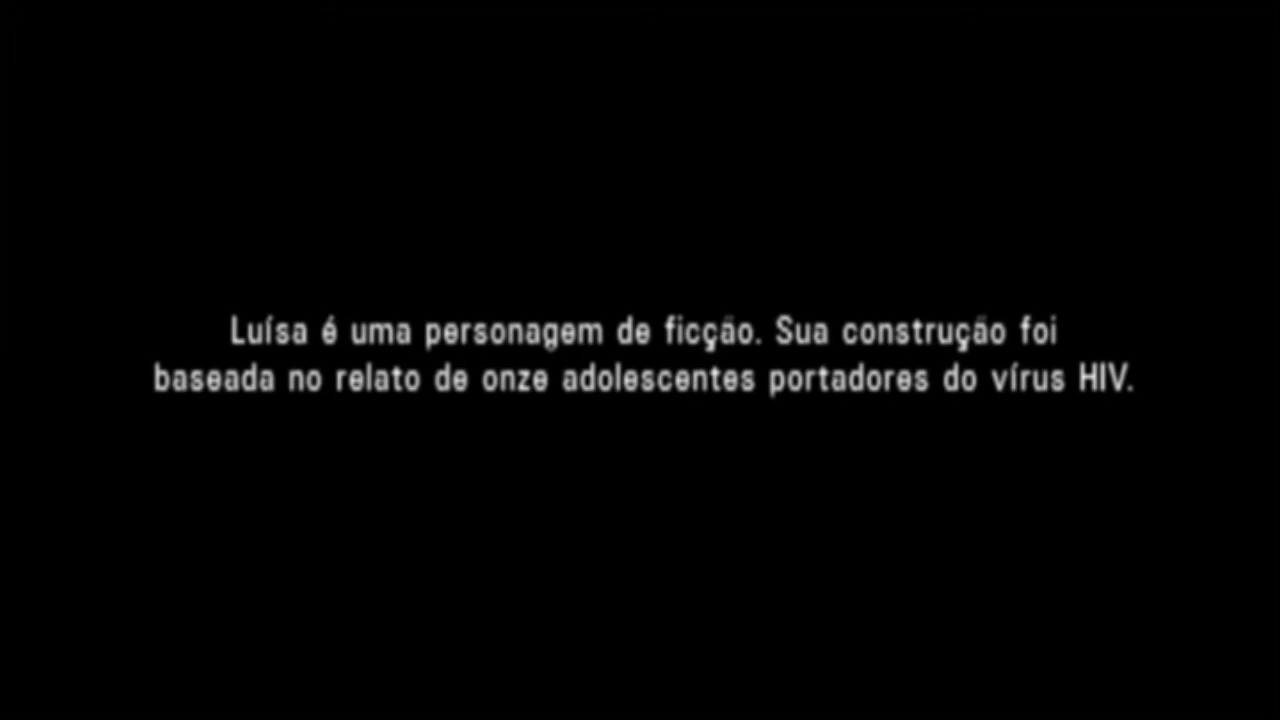 Luísa é uma personagem de ficção. Sua construção foi
baseada no relato de onze adolescentes portadores do vírus HIV.